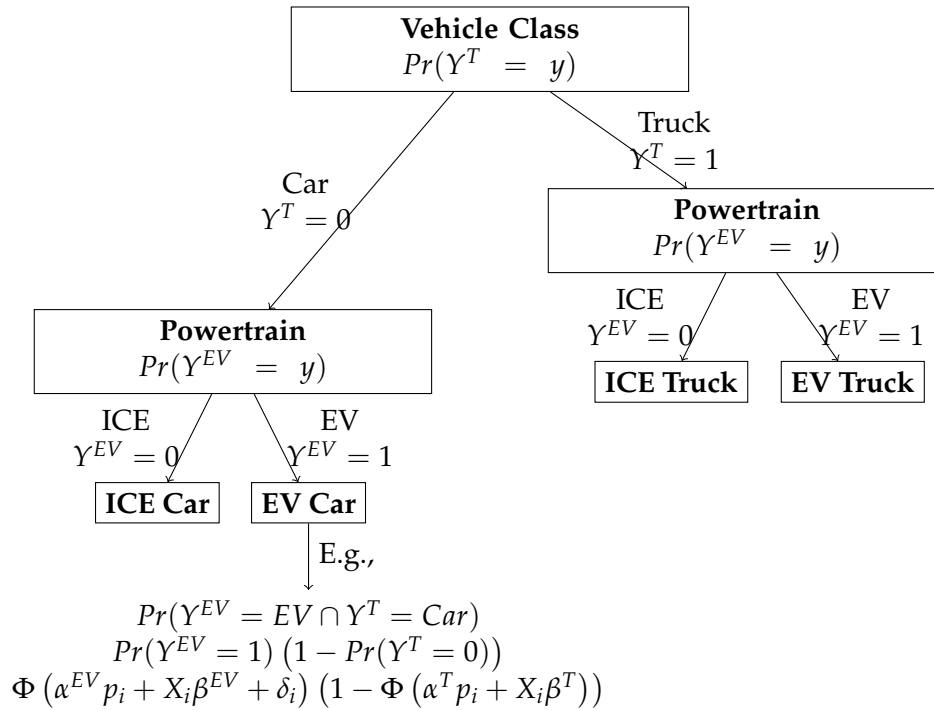 Vehicle Class
Pr(Y^T = y)
Truck
Y^T = 1
Car
Y^T = 0
Powertrain
Pr(Y^{EV} = y)
ICE
Y^{EV} = 0
EV
Y^{EV} = 1
ICE Truck
EV Truck
Powertrain
Pr(Y^{EV} = y)
ICE
Y^{EV} = 0
EV
Y^{EV} = 1
ICE Car
EV Car
E.g.,
Pr(Y^{EV} = EV ∩ Y^T = Car)
Pr(Y^{EV} = 1) (1 − Pr(Y^T = 0))
Φ (α^{EV} p_i + X_i β^{EV} + δ_i) (1 − Φ (α^T p_i + X_i β^T))